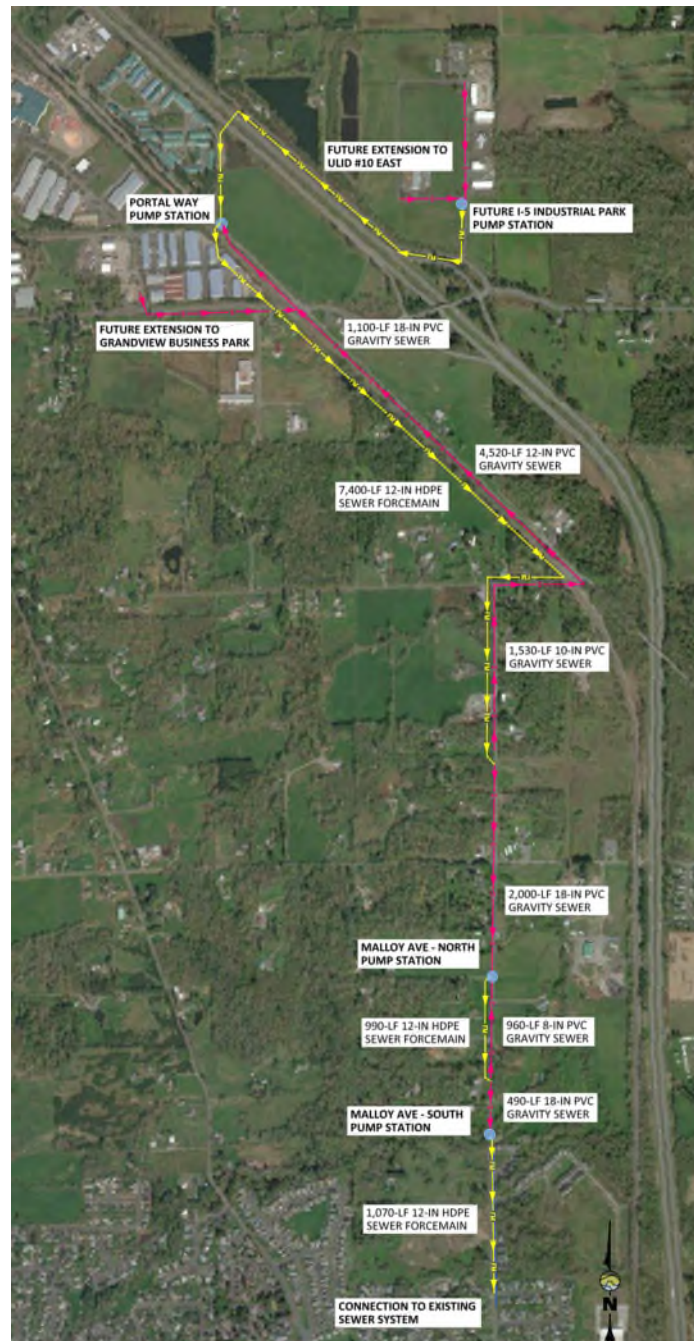 FUTURE EXTENSION TO
ULID #10 EAST
PORTAL WAY
PUMP STATION
FUTURE I-5 INDUSTRIAL PARK
PUMP STATION
FUTURE EXTENSION TO
GRANDVIEW BUSINESS PARK
1,100-LF 18-IN PVC
GRAVITY SEWER
4,520-LF 12-IN PVC
GRAVITY SEWER
7,400-LF 12-IN HDPE
SEWER FORCEMAIN
1,530-LF 10-IN PVC
GRAVITY SEWER
2,000-LF 18-IN PVC
GRAVITY SEWER
MALLOY AVE - NORTH
PUMP STATION
990-LF 12-IN HDPE
SEWER FORCEMAIN
960-LF 8-IN PVC
GRAVITY SEWER
490-LF 18-IN PVC
GRAVITY SEWER
MALLOY AVE - SOUTH
PUMP STATION
1,070-LF 12-IN HDPE
SEWER FORCEMAIN
CONNECTION TO EXISTING
SEWER SYSTEM
N